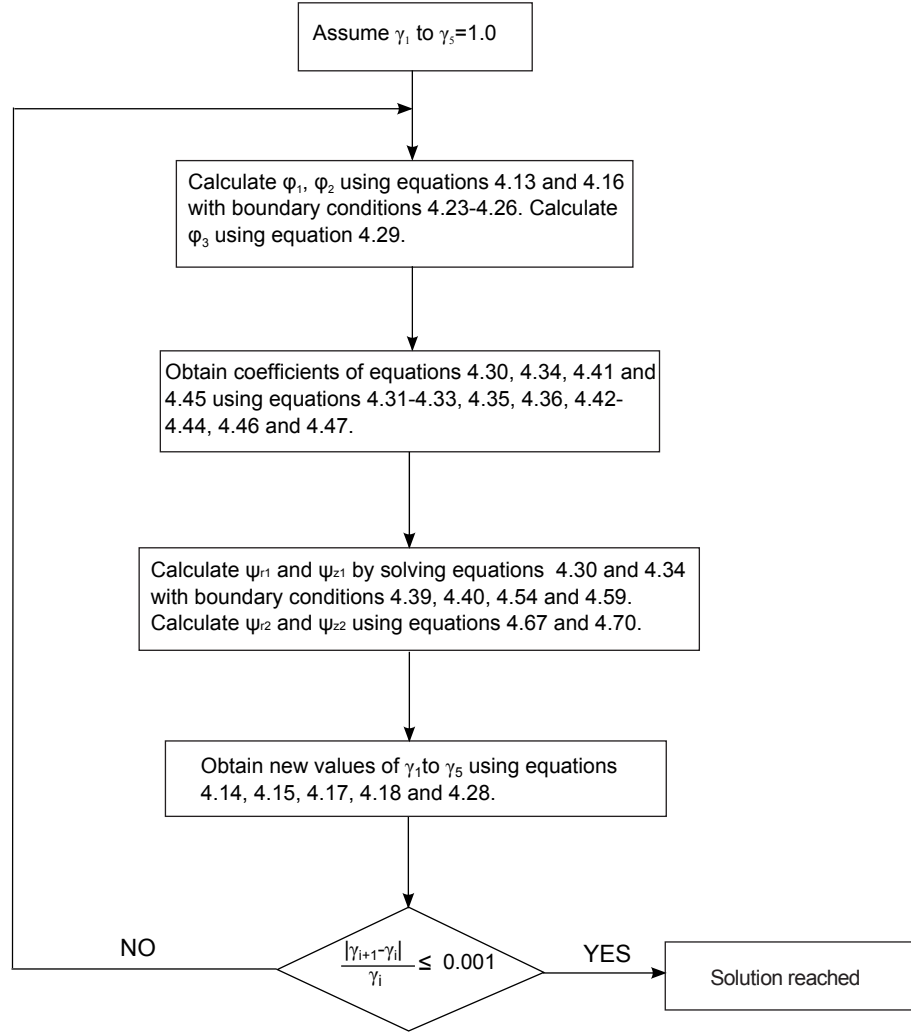 Assume γ₁ to γ₅=1.0
Calculate φ₁, φ₂ using equations 4.13 and 4.16
with boundary conditions 4.23-4.26. Calculate
φ₃ using equation 4.29.
Obtain coefficients of equations 4.30, 4.34, 4.41 and
4.45 using equations 4.31-4.33, 4.35, 4.36, 4.42-
4.44, 4.46 and 4.47.
Calculate ψr1 and ψz1 by solving equations 4.30 and 4.34
with boundary conditions 4.39, 4.40, 4.54 and 4.59.
Calculate ψr2 and ψz2 using equations 4.67 and 4.70.
Obtain new values of γ₁to γ₅ using equations
4.14, 4.15, 4.17, 4.18 and 4.28.
|γi+1-γi|
γi
≤ 0.001
NO
YES
Solution reached